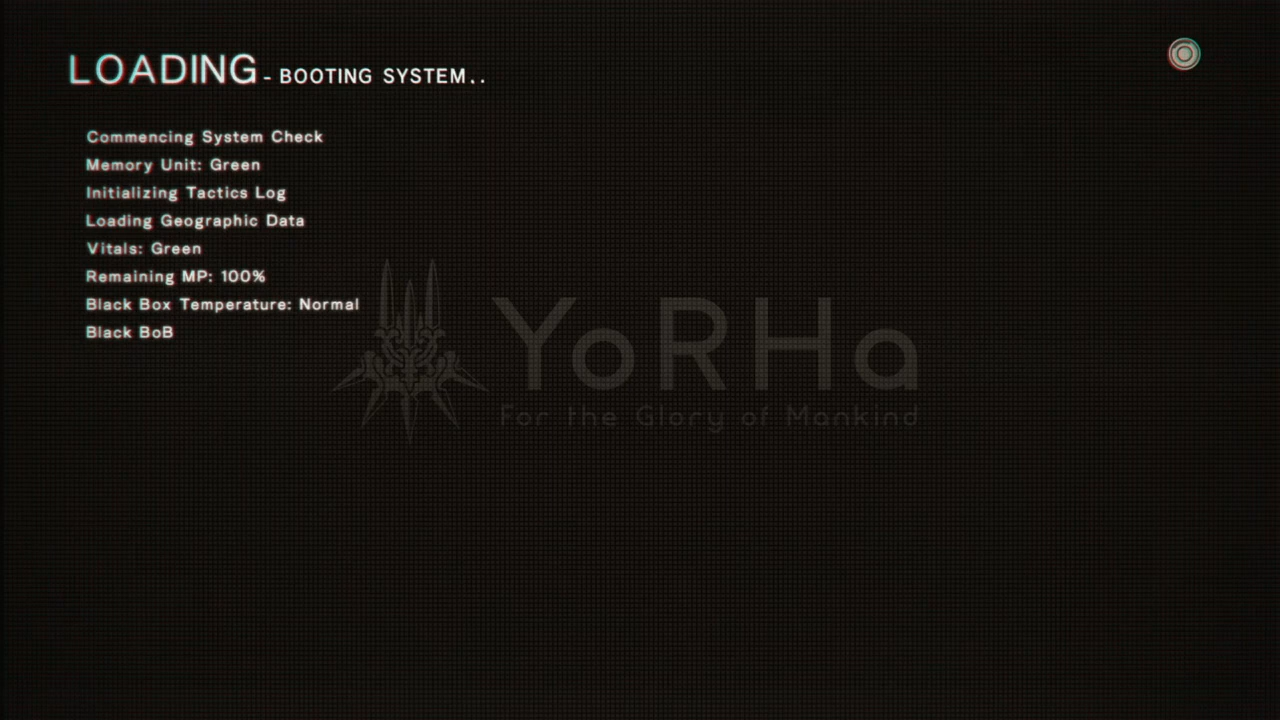 LOADING - BOOTING SYSTEM..
Commencing System Check
Memory Unit: Green
Initializing Tactics Log
Loading Geographic Data
Vitals: Green
Remaining MP: 100%
Black Box Temperature: Normal
Black BoB
YoRHa
For the Glory of Mankind